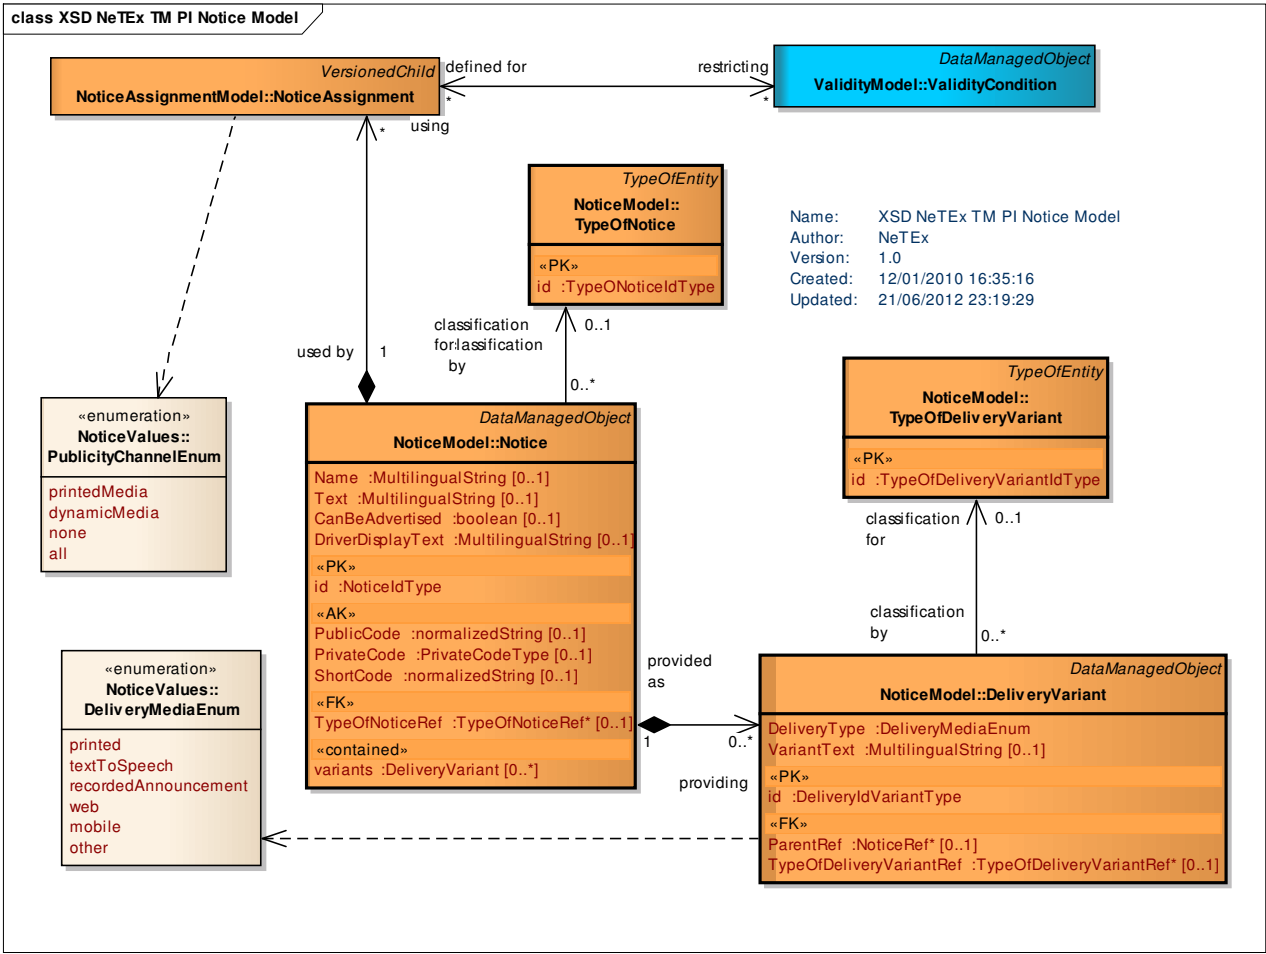 class XSD NeTEx TM PI Notice Model
VersionedChild
NoticeAssignmentModel::NoticeAssignment
defined for
*
restricting
*
DataManagedObject
ValidityModel::ValidityCondition
*
using
TypeOfEntity
NoticeModel::
TypeOfNotice
«PK»
id :TypeONoticeIdType
Name: XSD NeTEx TM PI Notice Model
Author: NeTEx
Version: 1.0
Created: 12/01/2010 16:35:16
Updated: 21/06/2012 23:19:29
classification
for
classification
by
0..1
0..*
used by
1
TypeOfEntity
NoticeModel::
TypeOfDeliveryVariant
«PK»
id :TypeOfDeliveryVariantIdType
«enumeration»
NoticeValues::
PublicityChannelEnum
printedMedia
dynamicMedia
none
all
DataManagedObject
NoticeModel::Notice
Name :MultilingualString [0..1]
Text :MultilingualString [0..1]
CanBeAdvertised :boolean [0..1]
DriverDisplayText :MultilingualString [0..1]
«PK»
id :NoticeIdType
«AK»
PublicCode :normalizedString [0..1]
PrivateCode :PrivateCodeType [0..1]
ShortCode :normalizedString [0..1]
«FK»
TypeOfNoticeRef :TypeOfNoticeRef* [0..1]
«contained»
variants :DeliveryVariant [0..*]
classification
for
0..1
classification
by
0..*
«enumeration»
NoticeValues::
DeliveryMediaEnum
printed
textToSpeech
recordedAnnouncement
web
mobile
other
provided
as
1
0..*
providing
DataManagedObject
NoticeModel::DeliveryVariant
DeliveryType :DeliveryMediaEnum
VariantText :MultilingualString [0..1]
«PK»
id :DeliveryIdVariantType
«FK»
ParentRef :NoticeRef* [0..1]
TypeOfDeliveryVariantRef :TypeOfDeliveryVariantRef* [0..1]